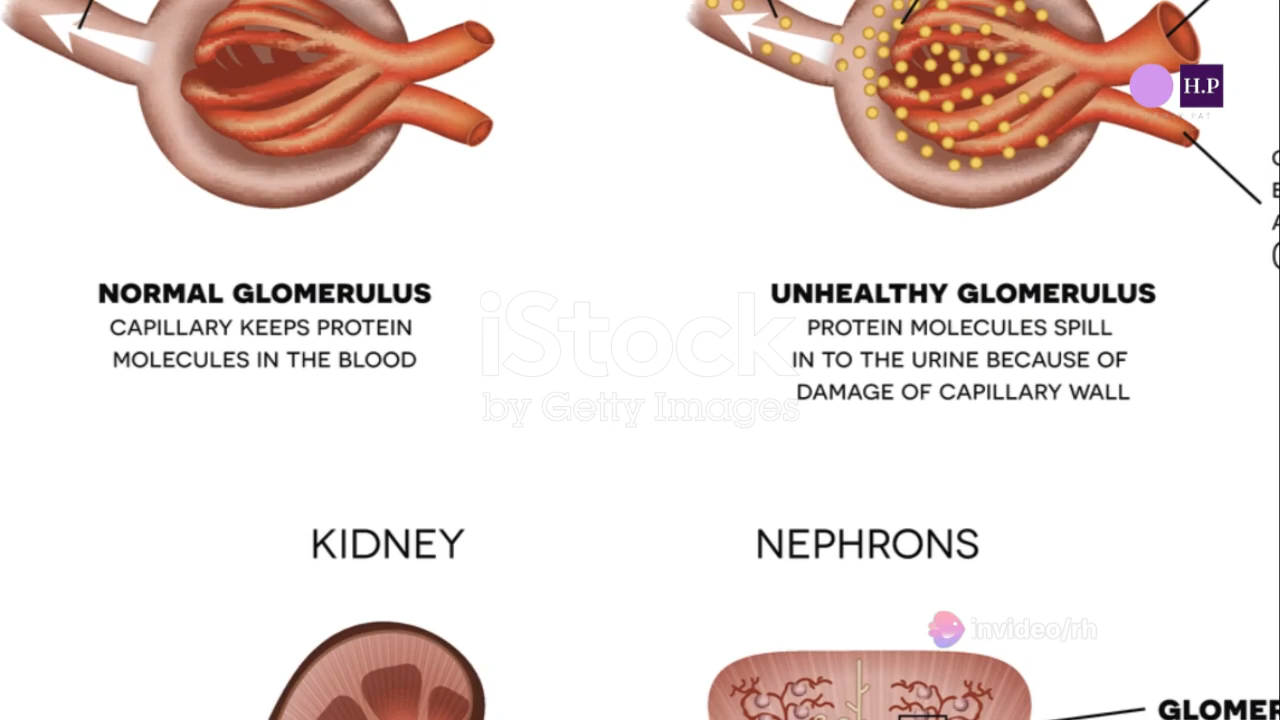 H.P
NORMAL GLOMERULUS
CAPILLARY KEEPS PROTEIN
MOLECULES IN THE BLOOD
UNHEALTHY GLOMERULUS
PROTEIN MOLECULES SPILL
IN TO THE URINE BECAUSE OF
DAMAGE OF CAPILLARY WALL
iStock
by Getty Images
KIDNEY
NEPHRONS
invideo/rh